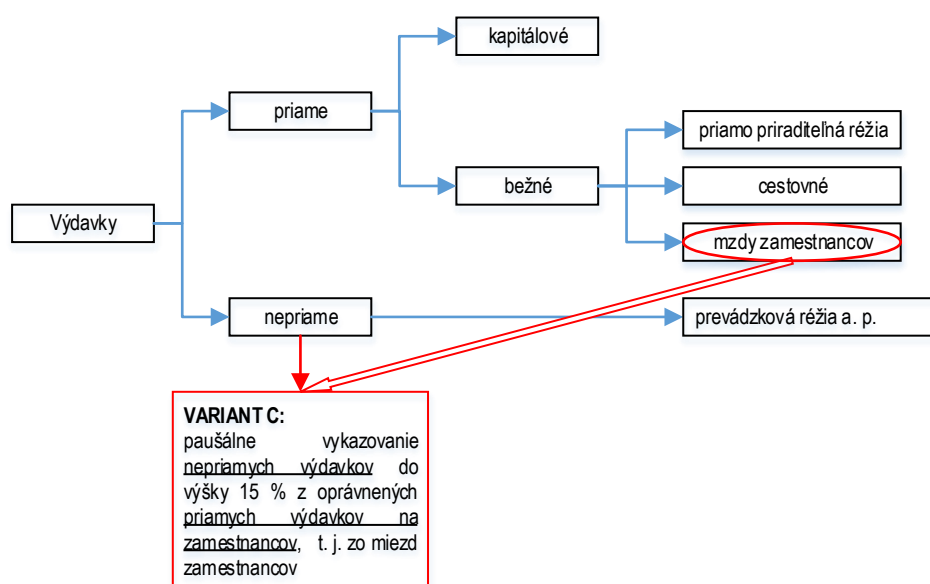 kapitálové
priame
priamo priraditeľná réžia
bežné
cestovné
Výdavky
mzdy zamestnancov
nepriame
prevádzková réžia a. p.
VARIANT C:
paušálne vykazovanie
nepriamych výdavkov do
výšky 15 % z oprávnených
priamych výdavkov na
zamestnancov, t. j. zo miezd
zamestnancov